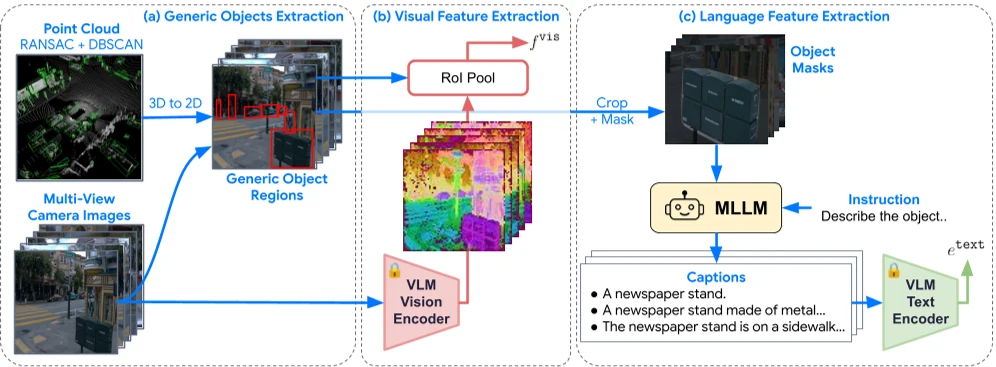 (a) Generic Objects Extraction
Point Cloud
RANSAC + DBSCAN
3D to 2D
Generic Object
Regions
Multi-View
Camera Images
(b) Visual Feature Extraction
f^vis
RoI Pool
VLM
Vision
Encoder
(c) Language Feature Extraction
Crop
+ Mask
Object
Masks
MLLM
Instruction
Describe the object..
Captions
● A newspaper stand.
● A newspaper stand made of metal...
● The newspaper stand is on a sidewalk...
VLM
Text
Encoder
e^text